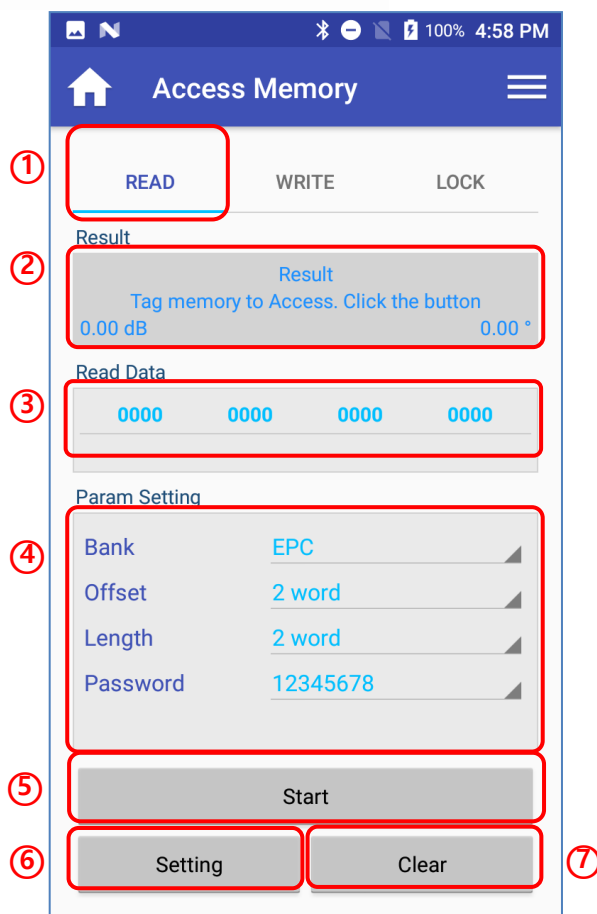 100% 4:58 PM
Access Memory
① READ WRITE LOCK
Result
② Result
Tag memory to Access. Click the button
0.00 dB 0.00 °
Read Data
③ 0000 0000 0000 0000
Param Setting
④ Bank EPC
Offset 2 word
Length 2 word
Password 12345678
⑤ Start
⑥ Setting Clear ⑦